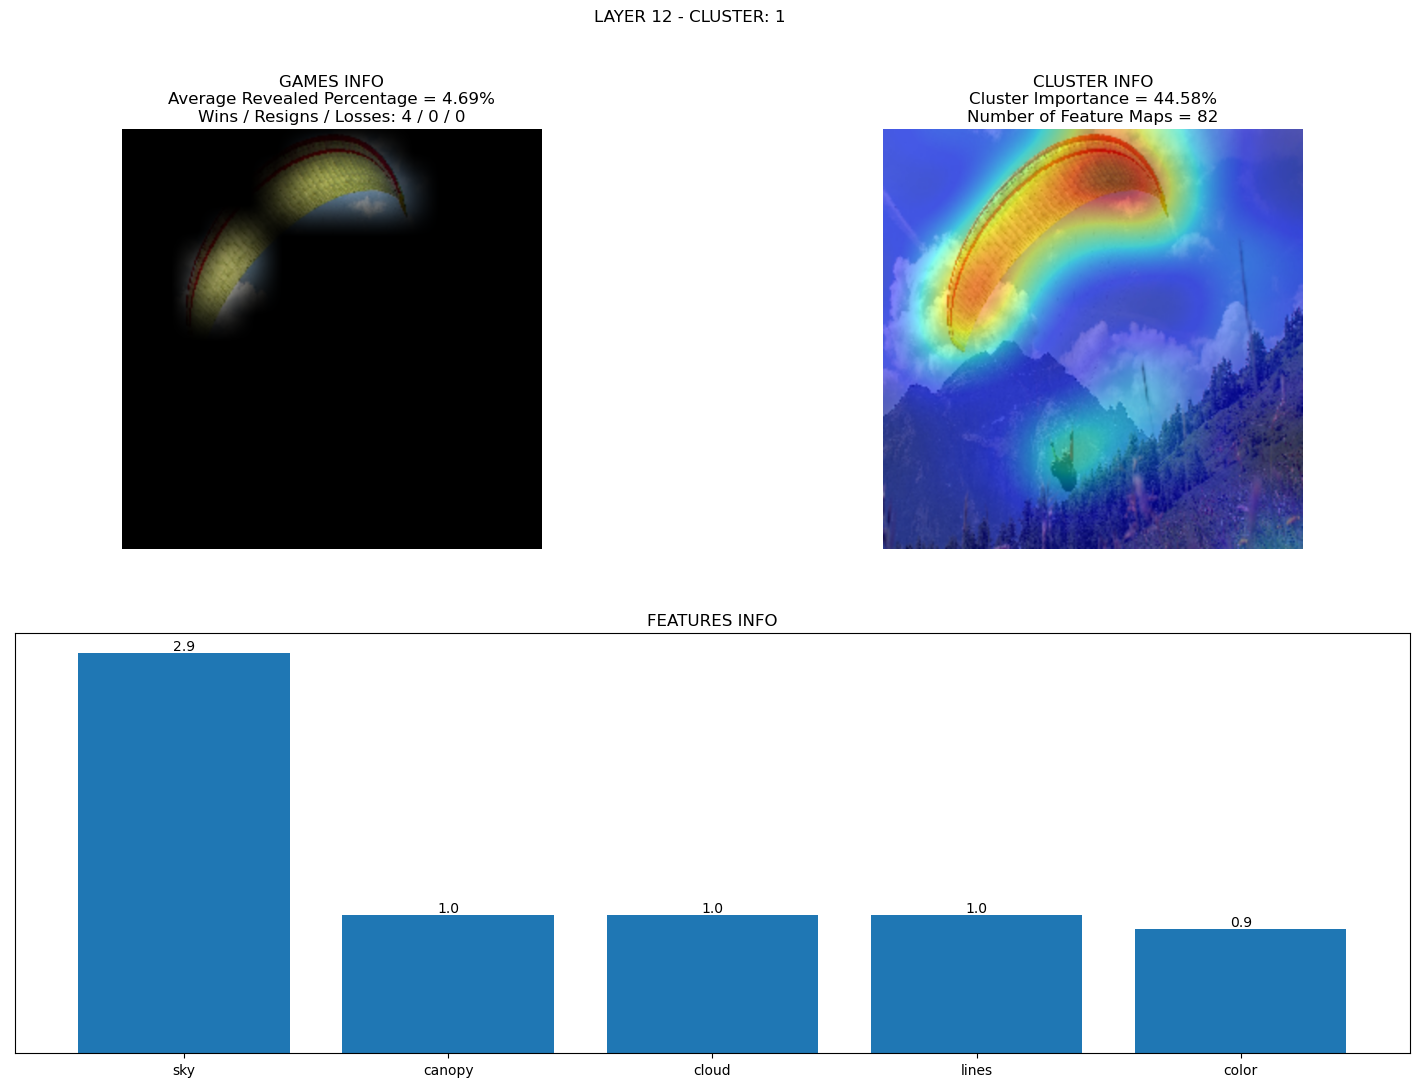 LAYER 12 - CLUSTER: 1
GAMES INFO
Average Revealed Percentage = 4.69%
Wins / Resigns / Losses: 4 / 0 / 0
CLUSTER INFO
Cluster Importance = 44.58%
Number of Feature Maps = 82
FEATURES INFO
2.9
1.0
1.0
1.0
0.9
sky
canopy
cloud
lines
color